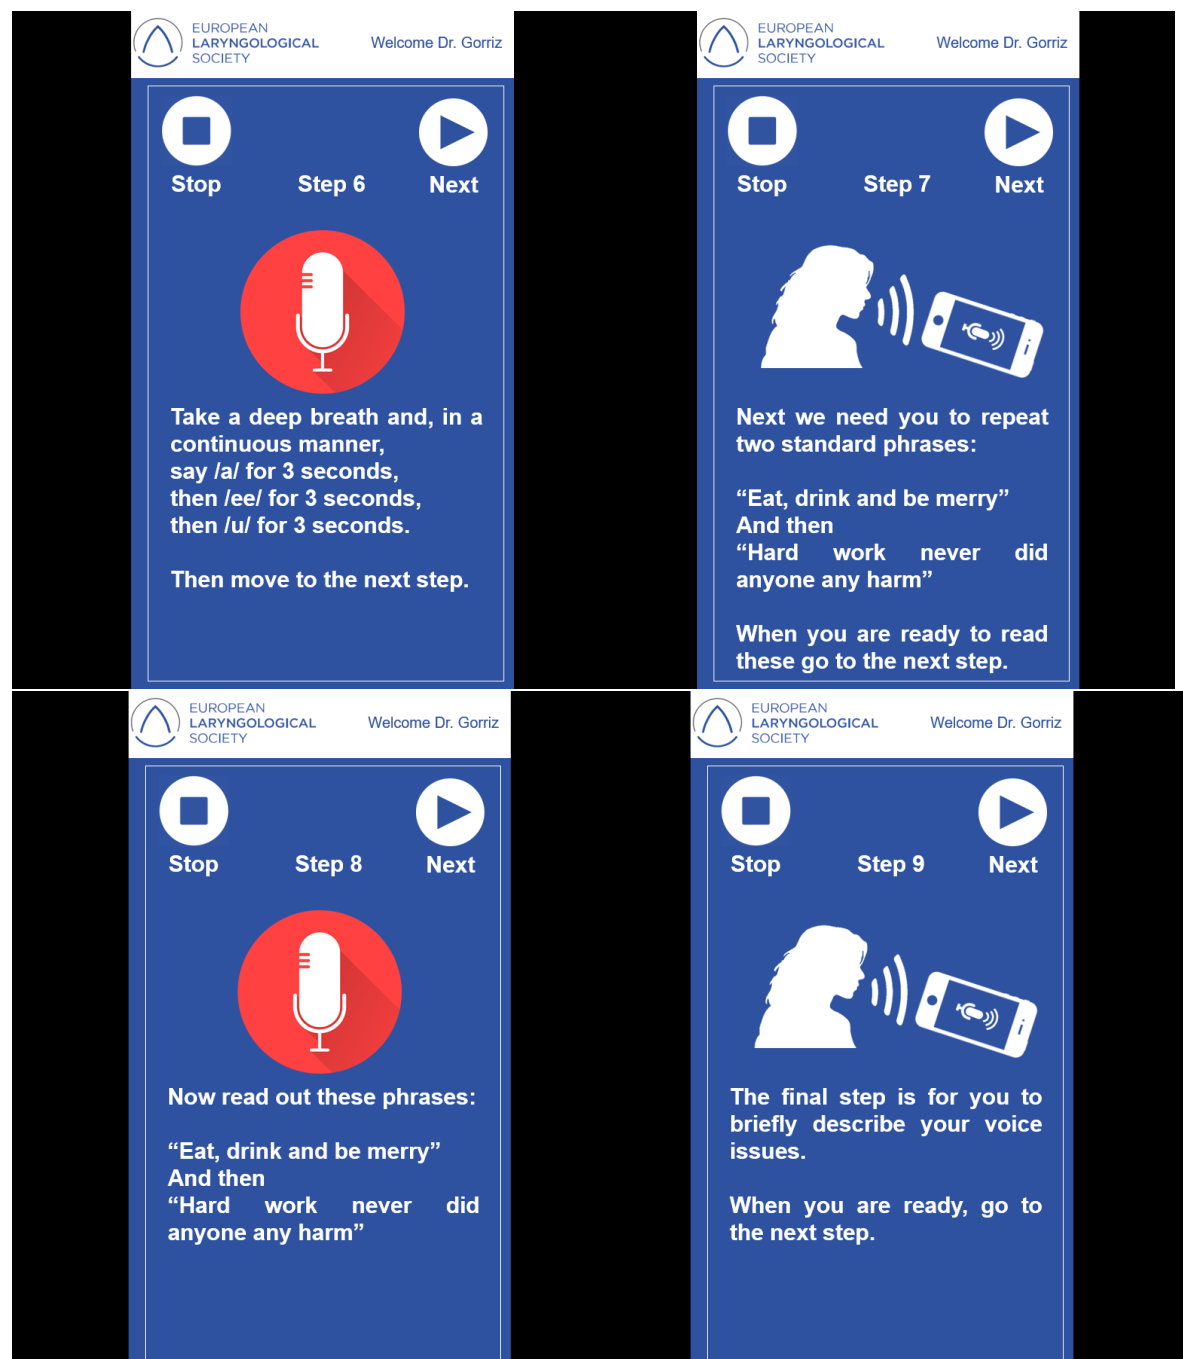 EUROPEAN
LARYNGOLOGICAL
SOCIETY
Welcome Dr. Gorriz
Stop
Step 6
Next
Take a deep breath and, in a
continuous manner,
say /a/ for 3 seconds,
then /ee/ for 3 seconds,
then /u/ for 3 seconds.
Then move to the next step.
EUROPEAN
LARYNGOLOGICAL
SOCIETY
Welcome Dr. Gorriz
Stop
Step 7
Next
Next we need you to repeat
two standard phrases:
“Eat, drink and be merry”
And then
“Hard work never did
anyone any harm”
When you are ready to read
these go to the next step.
EUROPEAN
LARYNGOLOGICAL
SOCIETY
Welcome Dr. Gorriz
Stop
Step 8
Next
Now read out these phrases:
“Eat, drink and be merry”
And then
“Hard work never did
anyone any harm”
EUROPEAN
LARYNGOLOGICAL
SOCIETY
Welcome Dr. Gorriz
Stop
Step 9
Next
The final step is for you to
briefly describe your voice
issues.
When you are ready, go to
the next step.